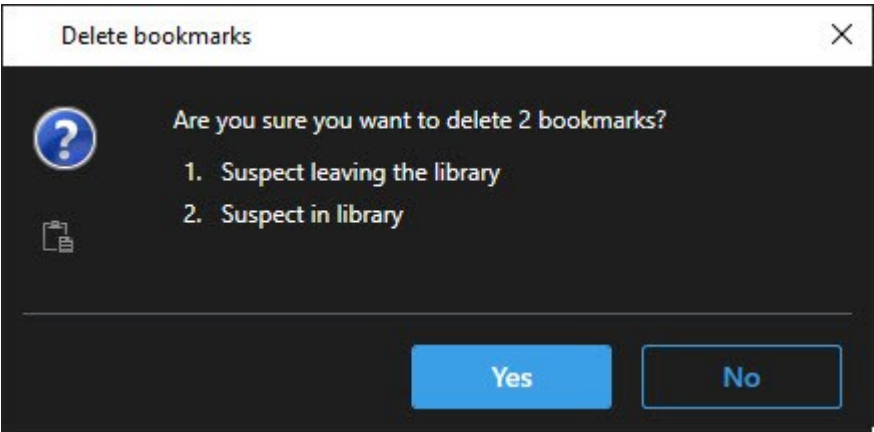 Delete bookmarks
Are you sure you want to delete 2 bookmarks?
1. Suspect leaving the library
2. Suspect in library
Yes No